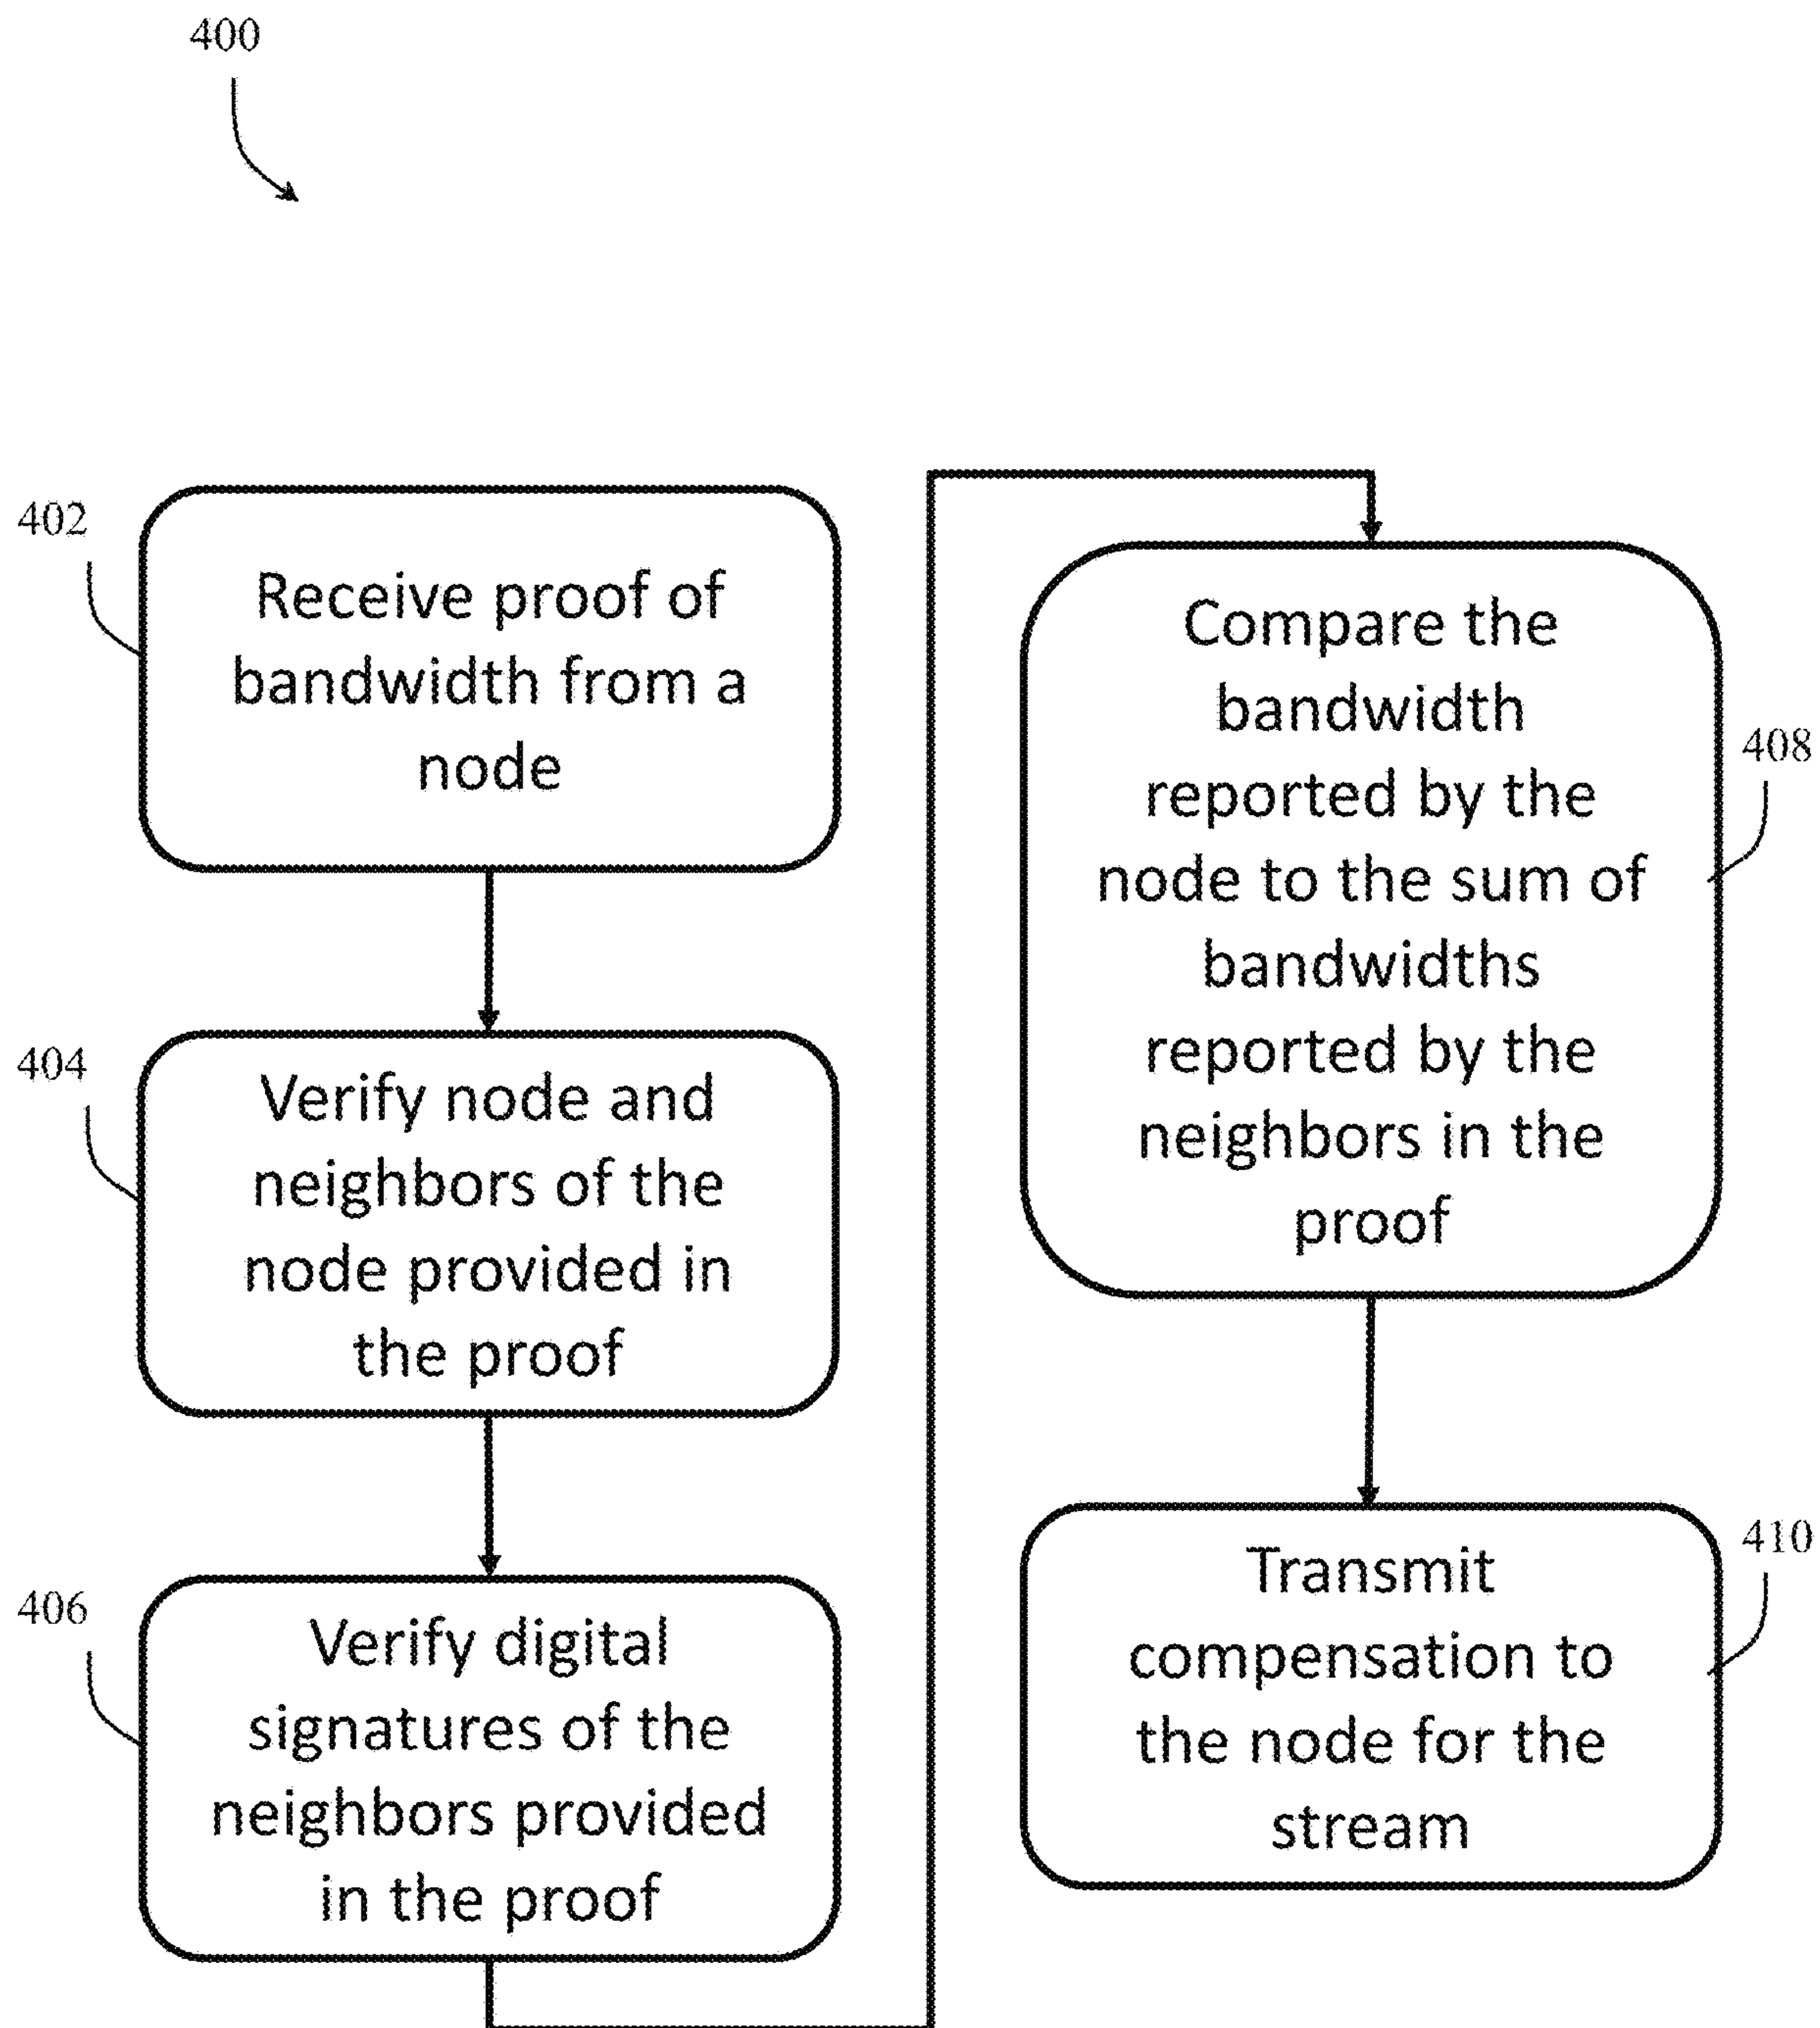 400
402
Receive proof of
bandwidth from a
node
404
Verify node and
neighbors of the
node provided in
the proof
406
Verify digital
signatures of the
neighbors provided
in the proof
408
Compare the
bandwidth
reported by the
node to the sum of
bandwidths
reported by the
neighbors in the
proof
410
Transmit
compensation to
the node for the
stream